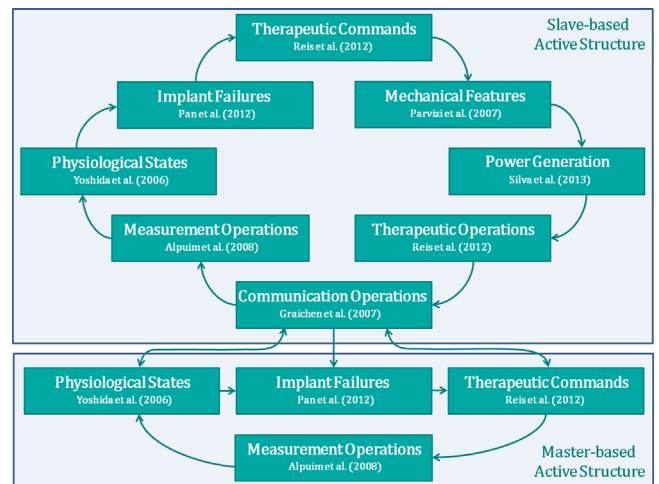 Slave-based
Active Structure
Therapeutic Commands
Reis et al. (2012)
Implant Failures
Pan et al. (2012)
Mechanical Features
Parvizi et al. (2007)
Physiological States
Yoshida et al. (2006)
Power Generation
Silva et al. (2013)
Measurement Operations
Alpuim et al. (2008)
Therapeutic Operations
Reis et al. (2012)
Communication Operations
Graichen et al. (2007)
Physiological States
Yoshida et al. (2006)
Implant Failures
Pan et al. (2012)
Therapeutic Commands
Reis et al. (2012)
Measurement Operations
Alpuim et al. (2008)
Master-based
Active Structure